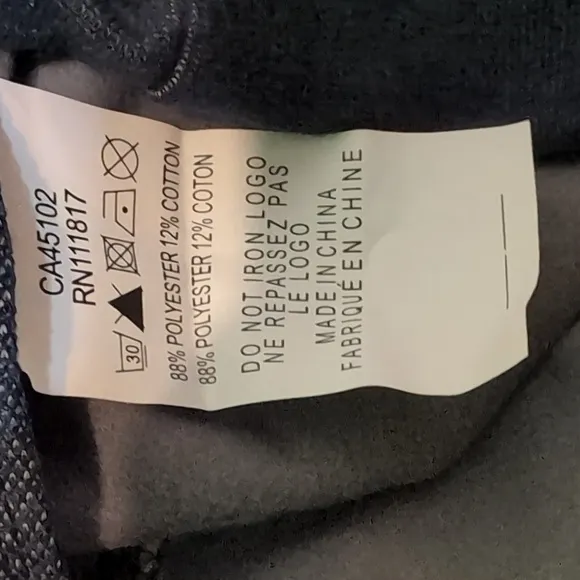 CA45102
RN111817
30
88% POLYESTER 12% COTTON
88% POLYESTER 12% COTON
DO NOT IRON LOGO
NE REPASSEZ PAS
LE LOGO
MADE IN CHINA
FABRIQUÉ EN CHINE